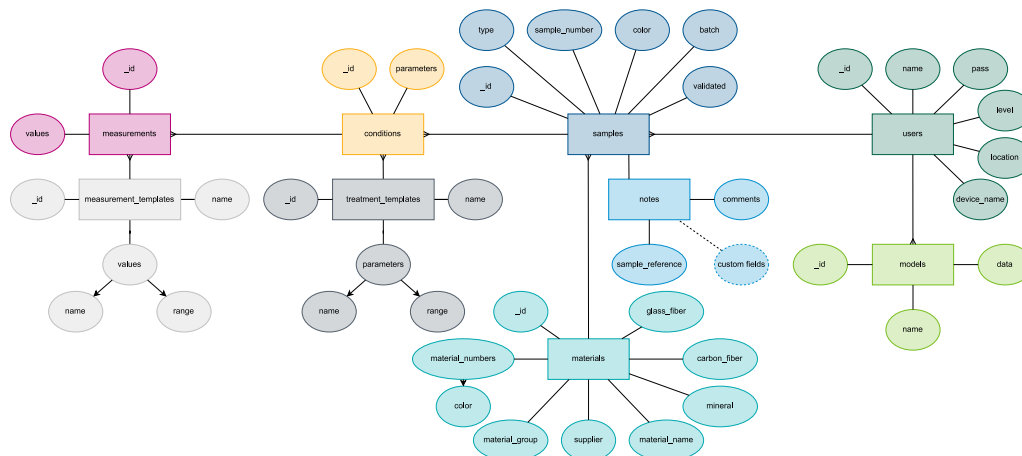 type
sample_number
color
batch
_id
_id
parameters
_id
validated
_id
name
pass
level
values
measurements
conditions
samples
users
location
_id
measurement_templates
name
_id
treatment_templates
name
notes
comments
device_name
values
parameters
sample_reference
custom fields
_id
models
data
name
range
name
range
_id
glass_fiber
name
material_numbers
materials
carbon_fiber
color
mineral
material_group
supplier
material_name